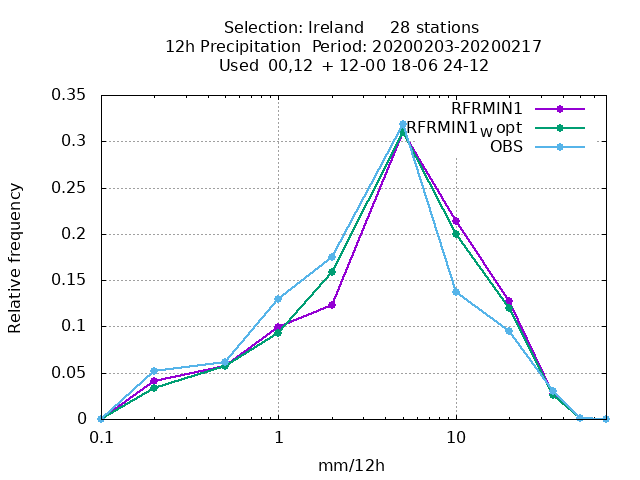 Selection: Ireland 28 stations
12h Precipitation Period: 20200203-20200217
Used 00,12 + 12-00 18-06 24-12
RFRMIN1
RFRMIN1w opt
OBS
0.35
0.3
0.25
0.2
0.15
0.1
0.05
0
Relative frequency
0.1 1 10
mm/12h